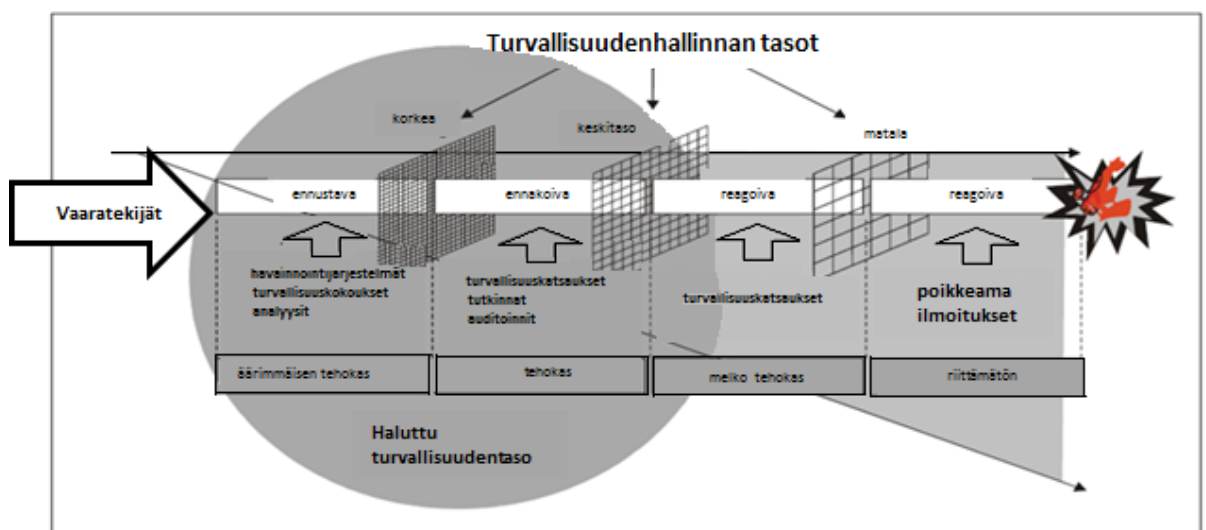 Turvallisuudenhallinnan tasot
korkea
keskitaso
matala
Vaaratekijät
ennustava
ennakoiva
reagoiva
reagoiva
havainnointijärjestelmät
turvallisuuskokoukset
analyysit
turvallisuuskatsaukset
tutkinnat
auditoinnit
turvallisuuskatsaukset
poikkeama
ilmoitukset
äärimmäisen tehokas
tehokas
melko tehokas
riittämätön
Haluttu
turvallisuudentaso